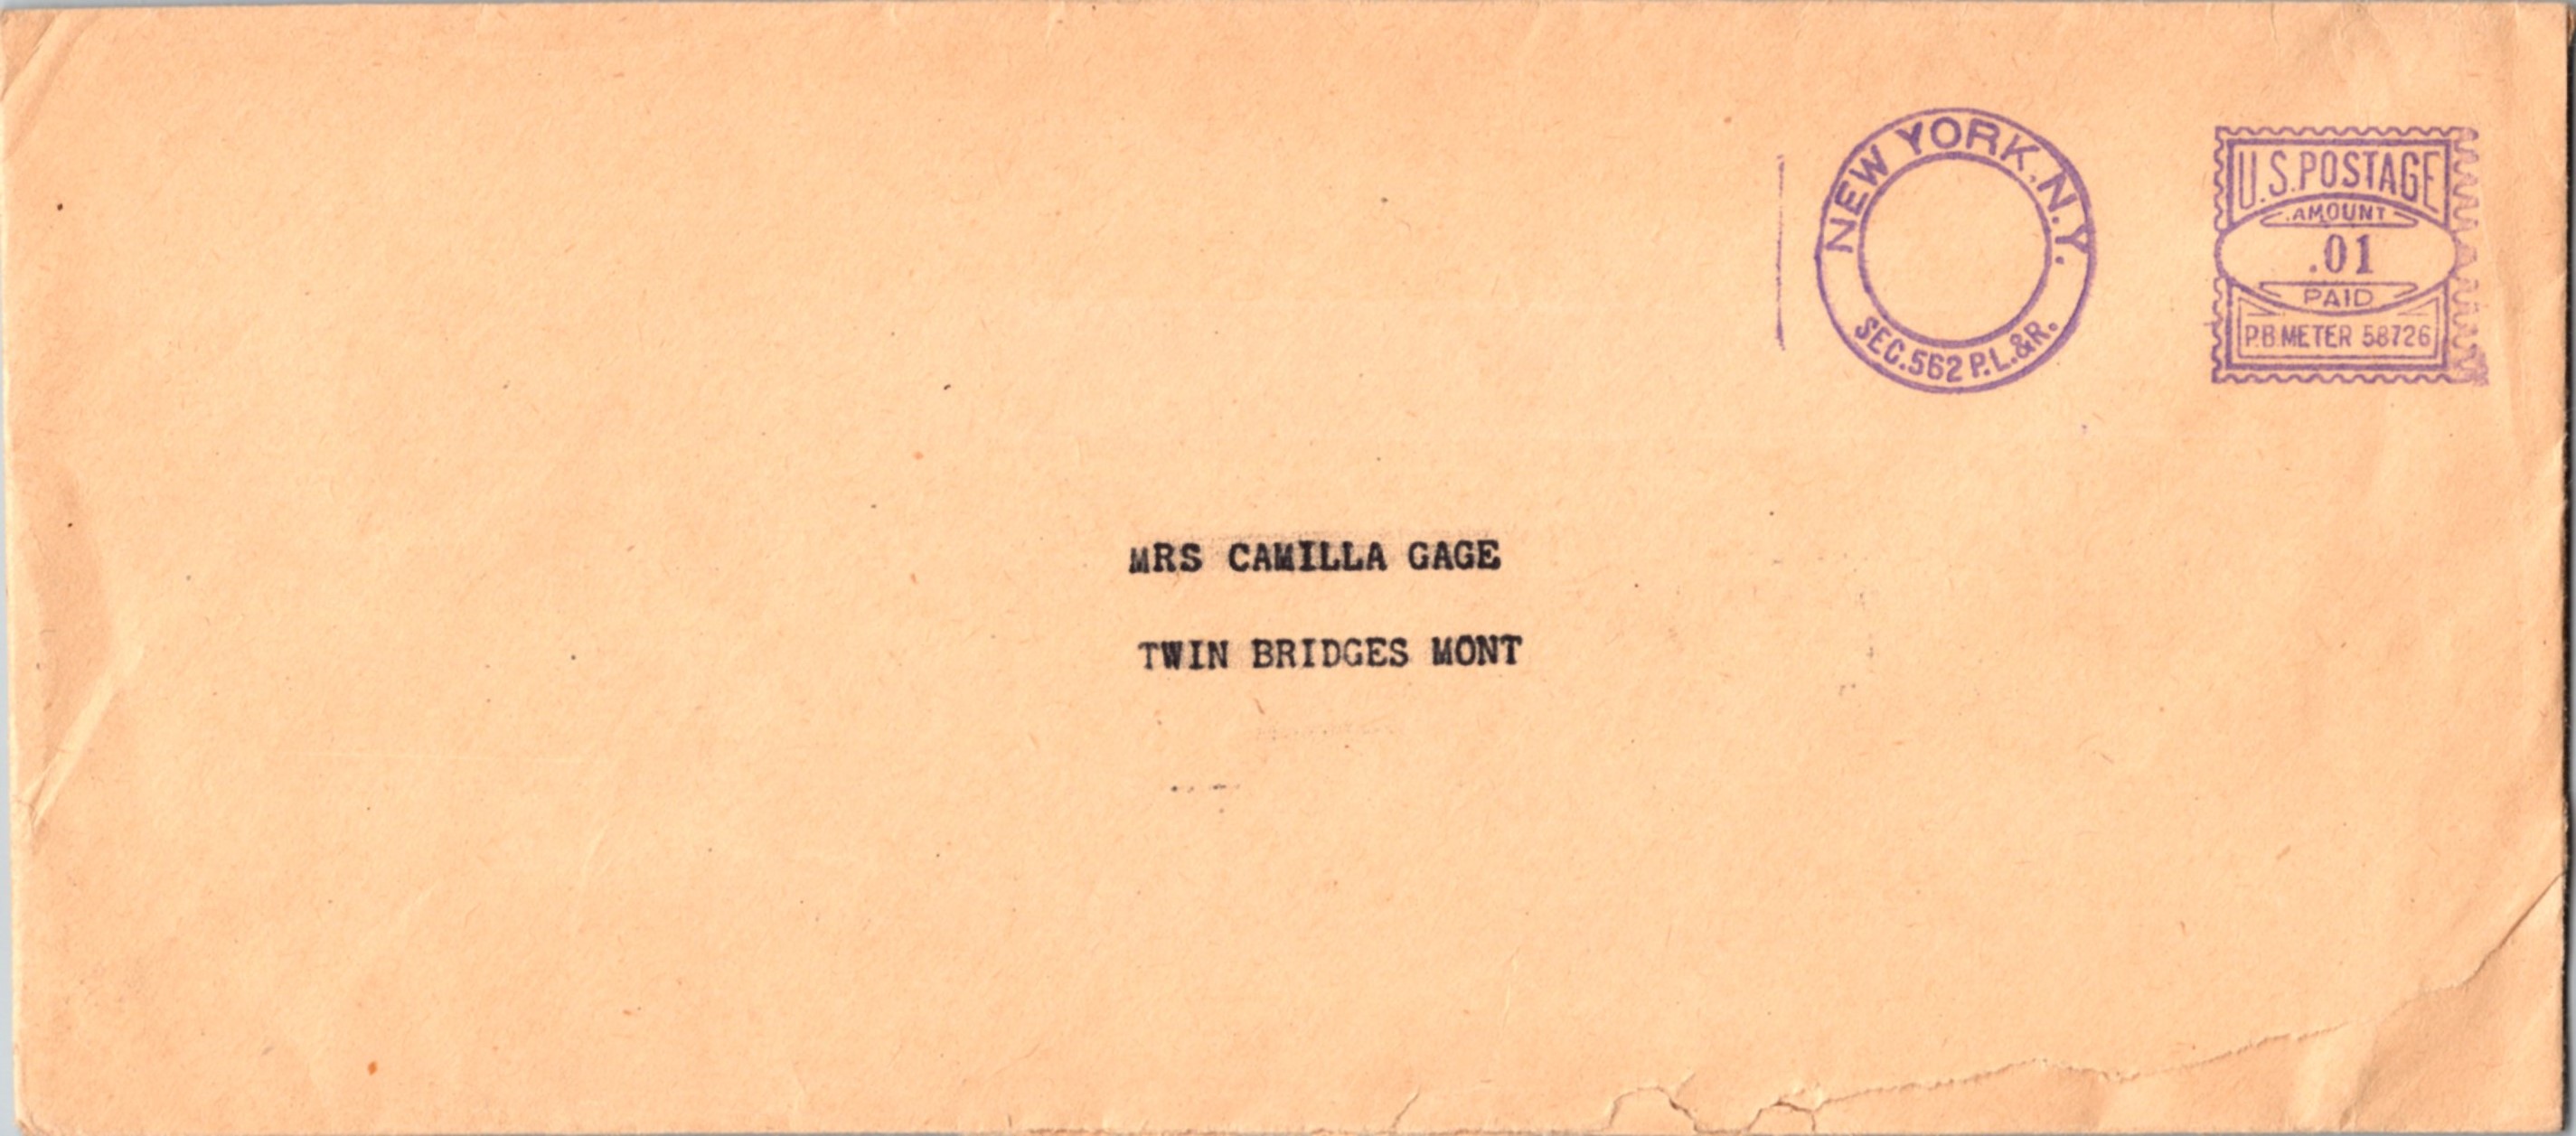 NEW YORK, N.Y.
SEC. 562 P.L.&R.
U.S. POSTAGE
AMOUNT
.01
PAID
P.B. METER 58726
MRS CAMILLA GAGE
TWIN BRIDGES MONT